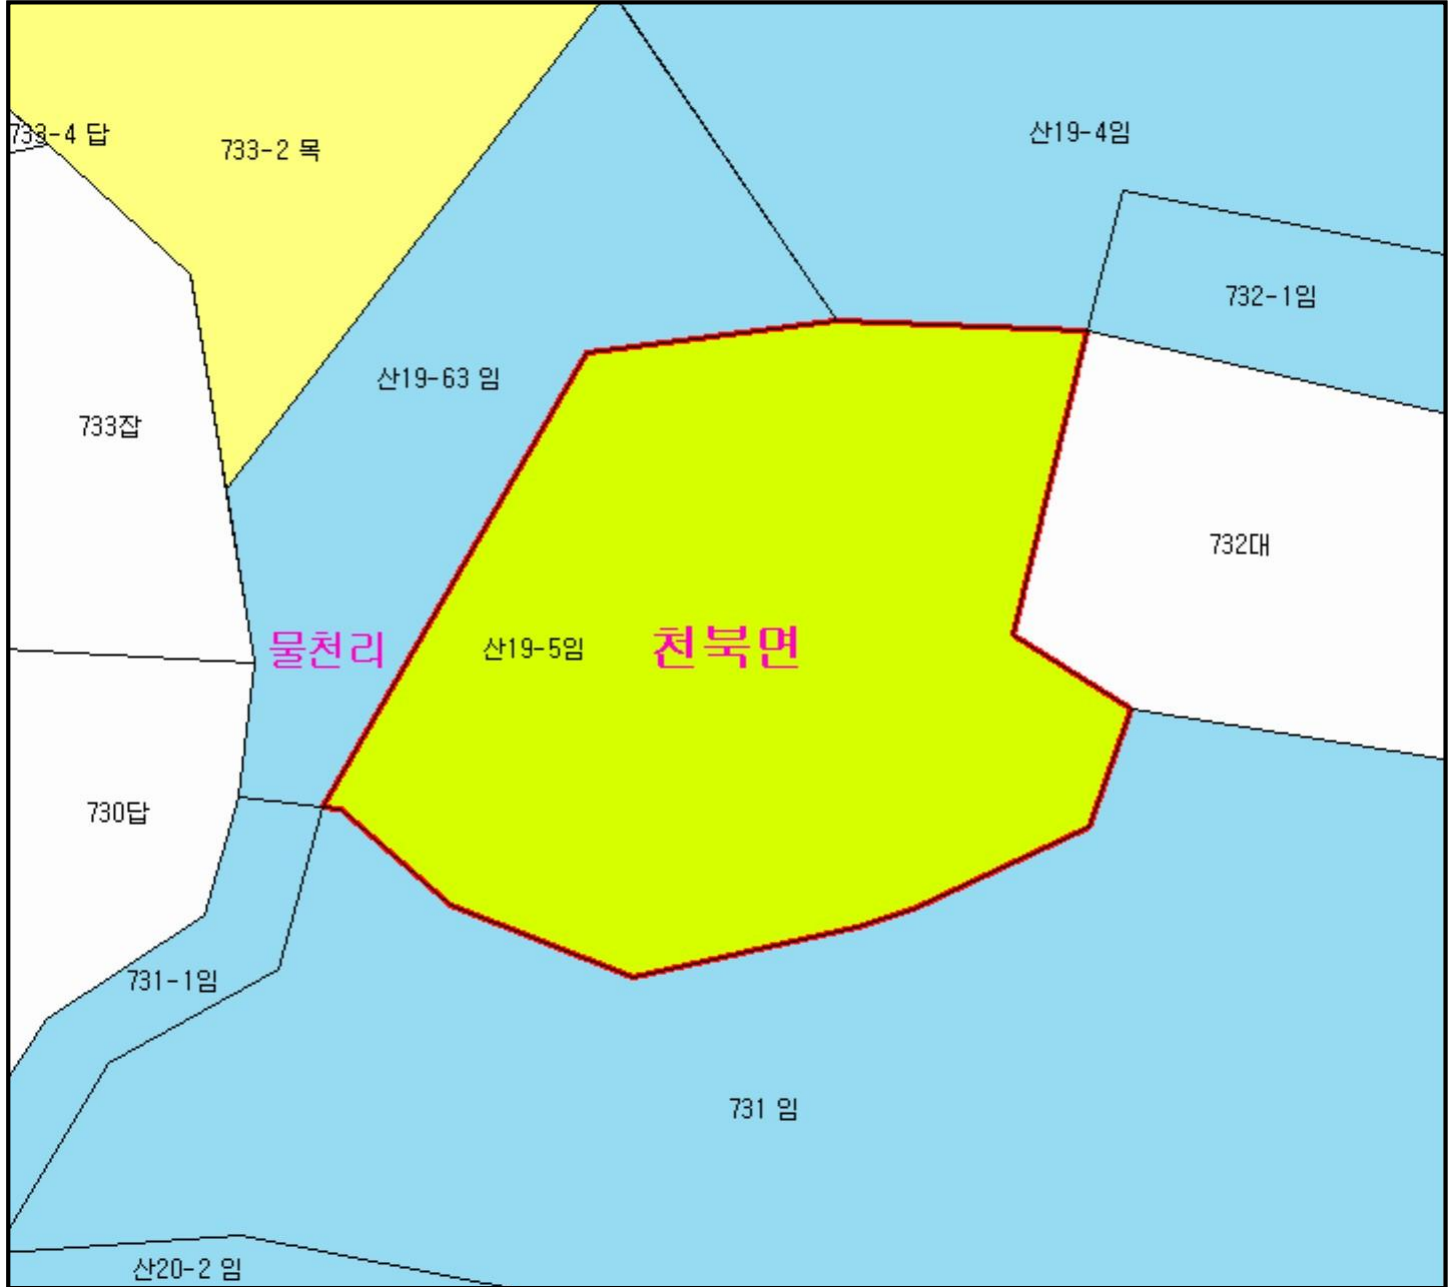 733-4 답
733-2 목
산19-4임
732-1임
산19-63 임
733잡
732대
물천리
산19-5임
천북면
730답
731-1임
731 임
산20-2 임